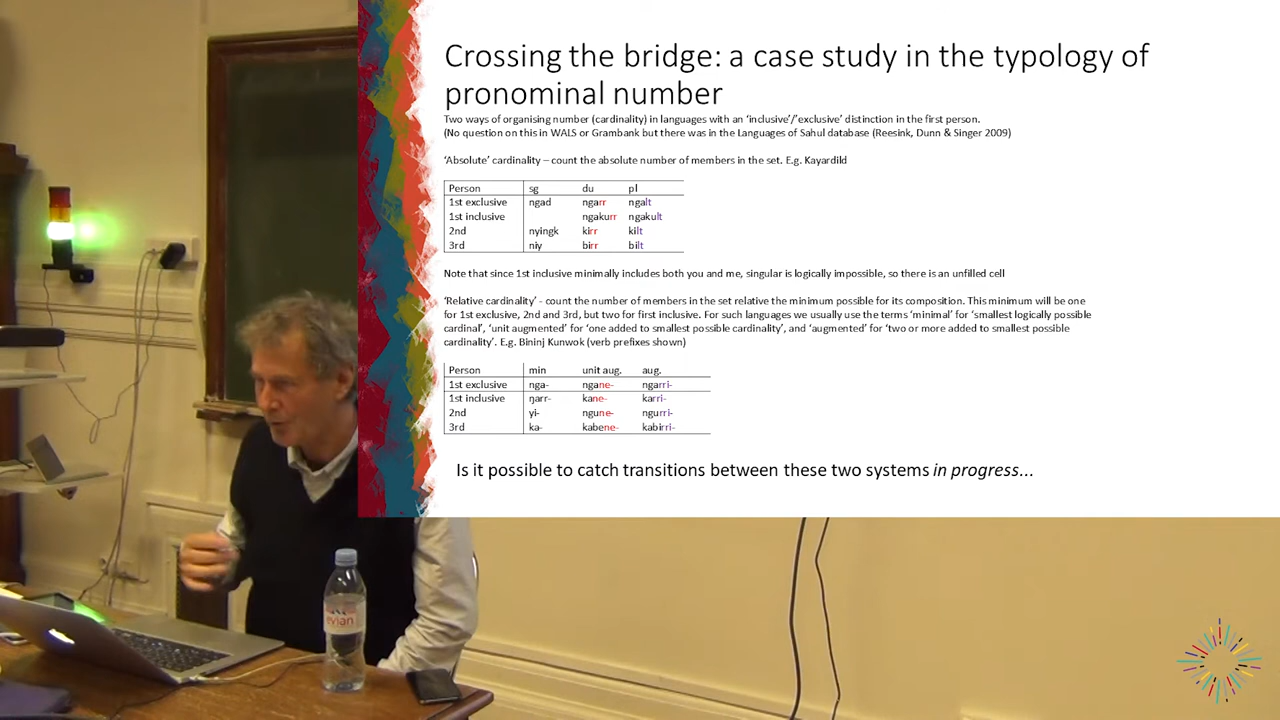 Crossing the bridge: a case study in the typology of
pronominal number
Two ways of organising number (cardinality) in languages with an ‘inclusive’/‘exclusive’ distinction in the first person.
(No question on this in WALS or Grambank but there was in the Languages of Sahul database (Reesink, Dunn & Singer 2009)
‘Absolute’ cardinality – count the absolute number of members in the set. E.g. Kayardild
Person sg du pl
1st exclusive ngad ngarr ngalt
1st inclusive ngakurr ngakult
2nd nyingk kirr kilt
3rd niy birr bilt
Note that since 1st inclusive minimally includes both you and me, singular is logically impossible, so there is an unfilled cell
‘Relative cardinality’ - count the number of members in the set relative the minimum possible for its composition. This minimum will be one
for 1st exclusive, 2nd and 3rd, but two for first inclusive. For such languages we usually use the terms ‘minimal’ for ‘smallest logically possible
cardinal’, ‘unit augmented’ for ‘one added to smallest possible cardinality’, and ‘augmented’ for ‘two or more added to smallest possible
cardinality’. E.g. Bininj Kunwok (verb prefixes shown)
Person min unit aug. aug.
1st exclusive nga- ngane- ngarri-
1st inclusive ŋarr- kane- karri-
2nd yi- ngune- ngurri-
3rd ka- kabene- kabirri-
Is it possible to catch transitions between these two systems in progress...
evian